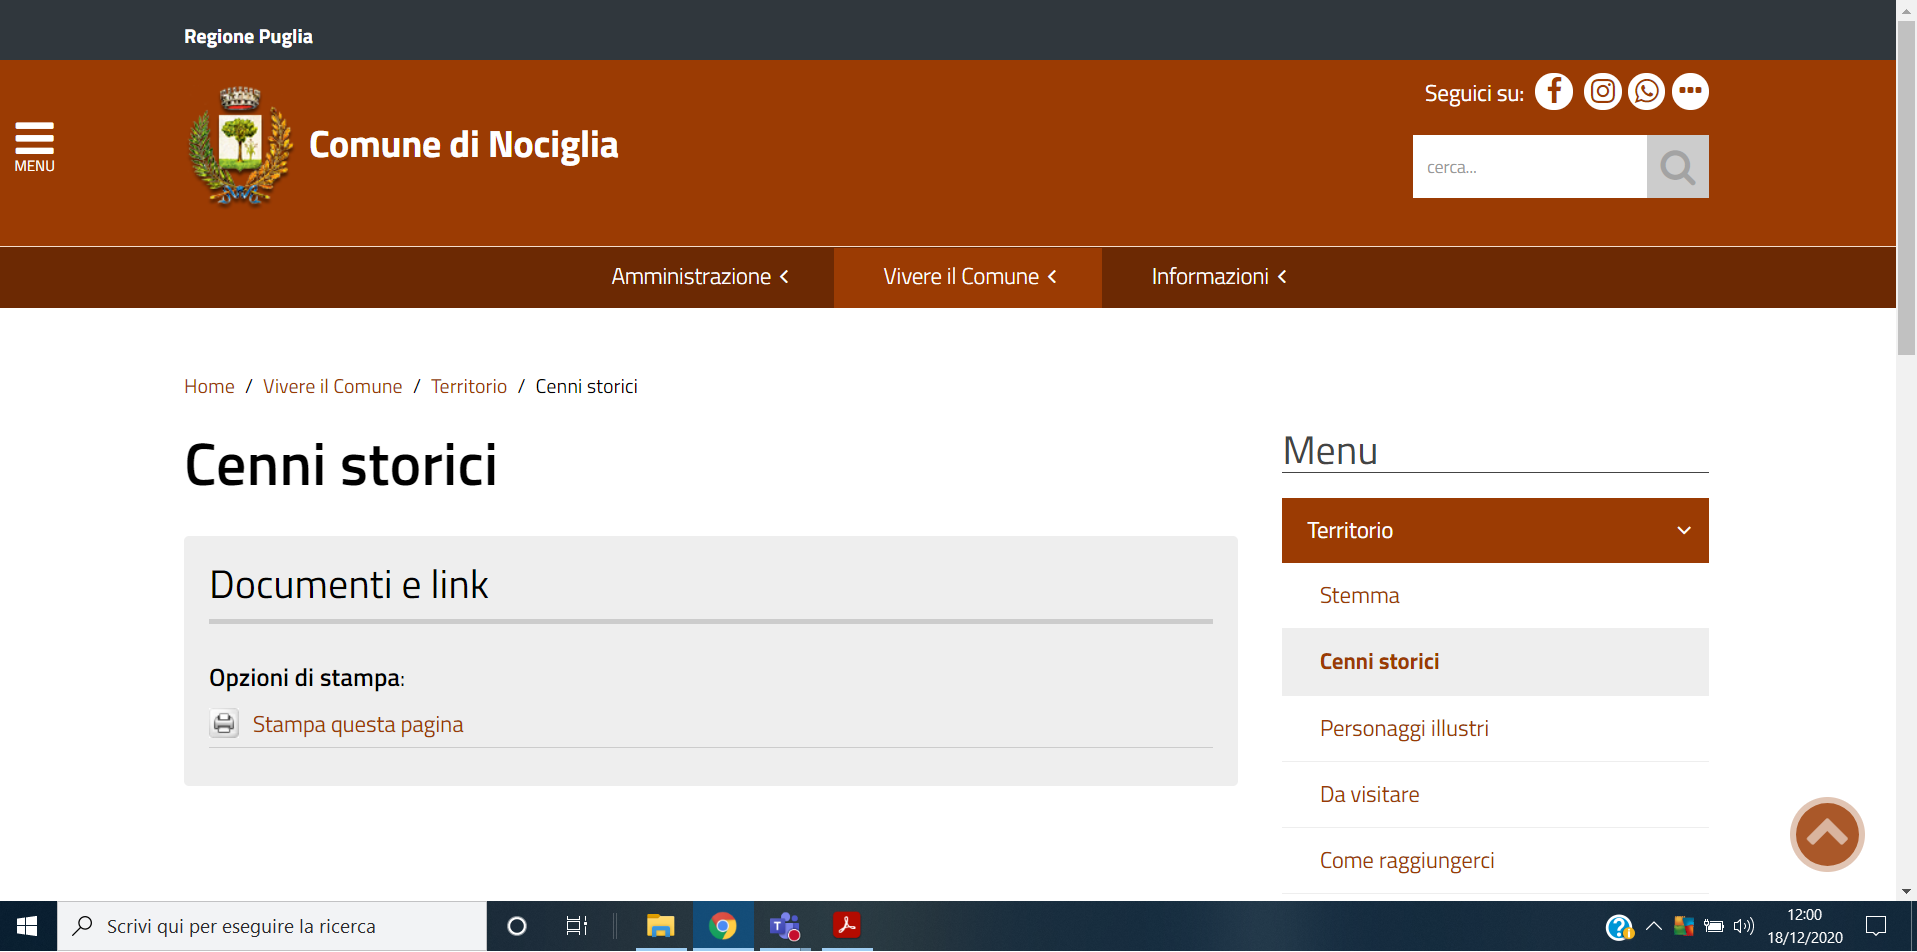 Regione Puglia
MENU
Comune di Nociglia
Seguici su:
cerca...
Amministrazione
Vivere il Comune
Informazioni
Home / Vivere il Comune / Territorio / Cenni storici
Cenni storici
Documenti e link
Opzioni di stampa:
Stampa questa pagina
Menu
Territorio
Stemma
Cenni storici
Personaggi illustri
Da visitare
Come raggiungerci
Scrivi qui per eseguire la ricerca
12:00
18/12/2020